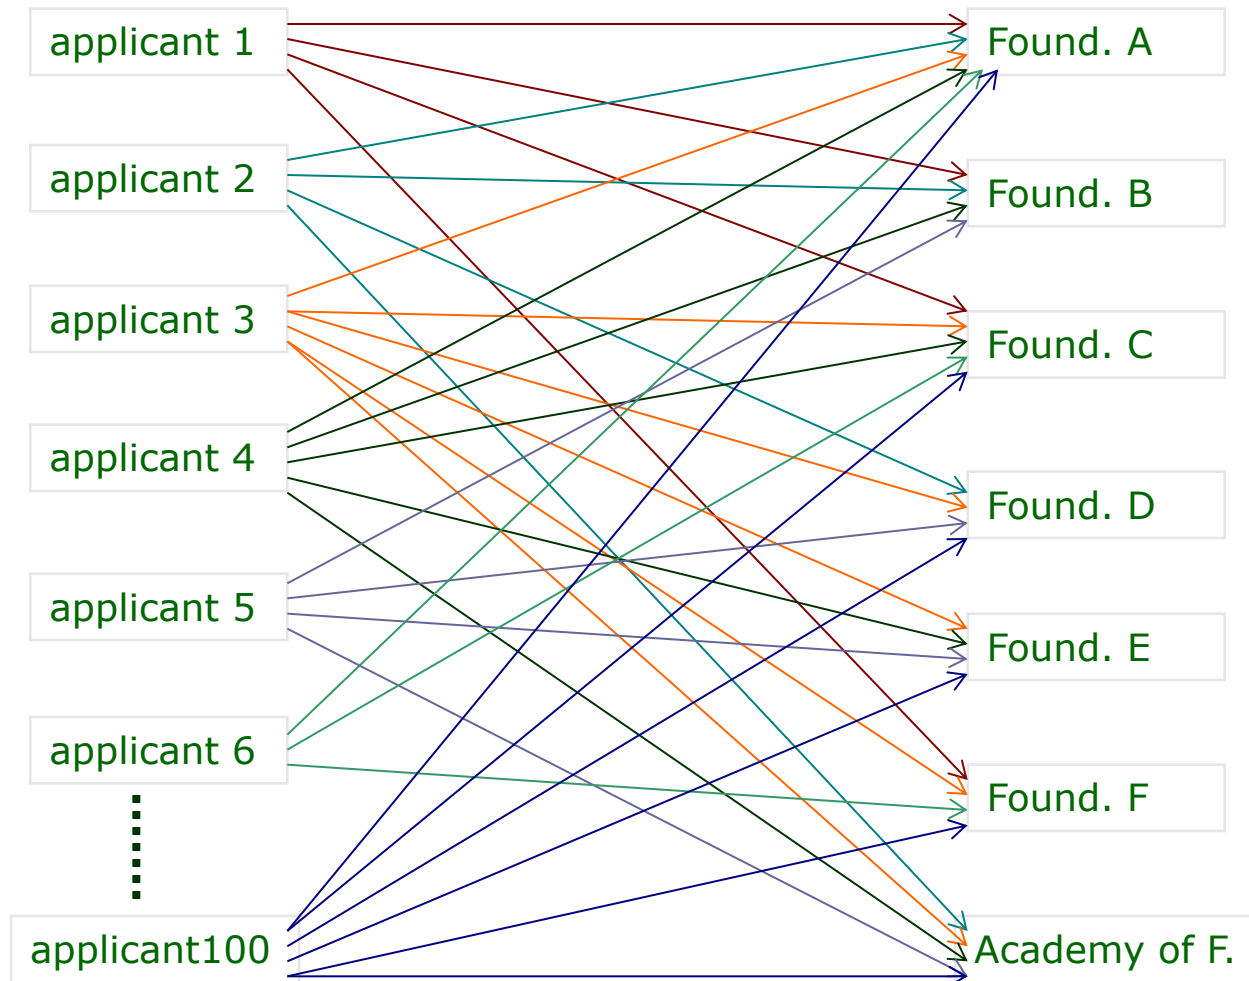 applicant 1
applicant 2
applicant 3
applicant 4
applicant 5
applicant 6
applicant100
Found. A
Found. B
Found. C
Found. D
Found. E
Found. F
Academy of F.